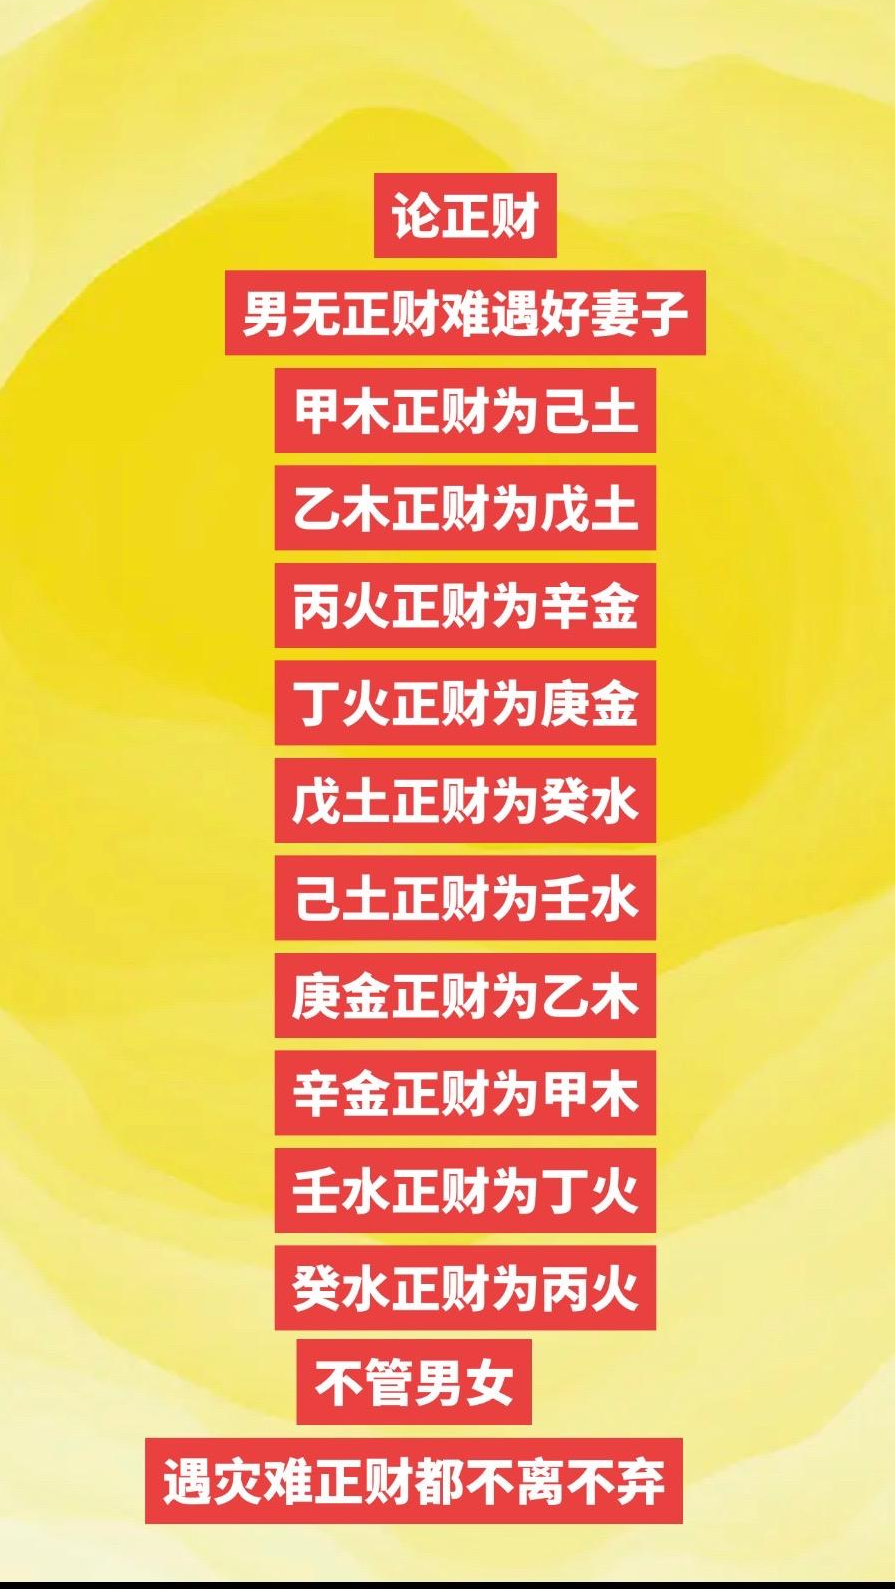 论正财
男无正财难遇好妻子
甲木正财为己土
乙木正财为戊土
丙火正财为辛金
丁火正财为庚金
戊土正财为癸水
己土正财为壬水
庚金正财为乙木
辛金正财为甲木
壬水正财为丁火
癸水正财为丙火
不管男女
遇灾难正财都不离不弃